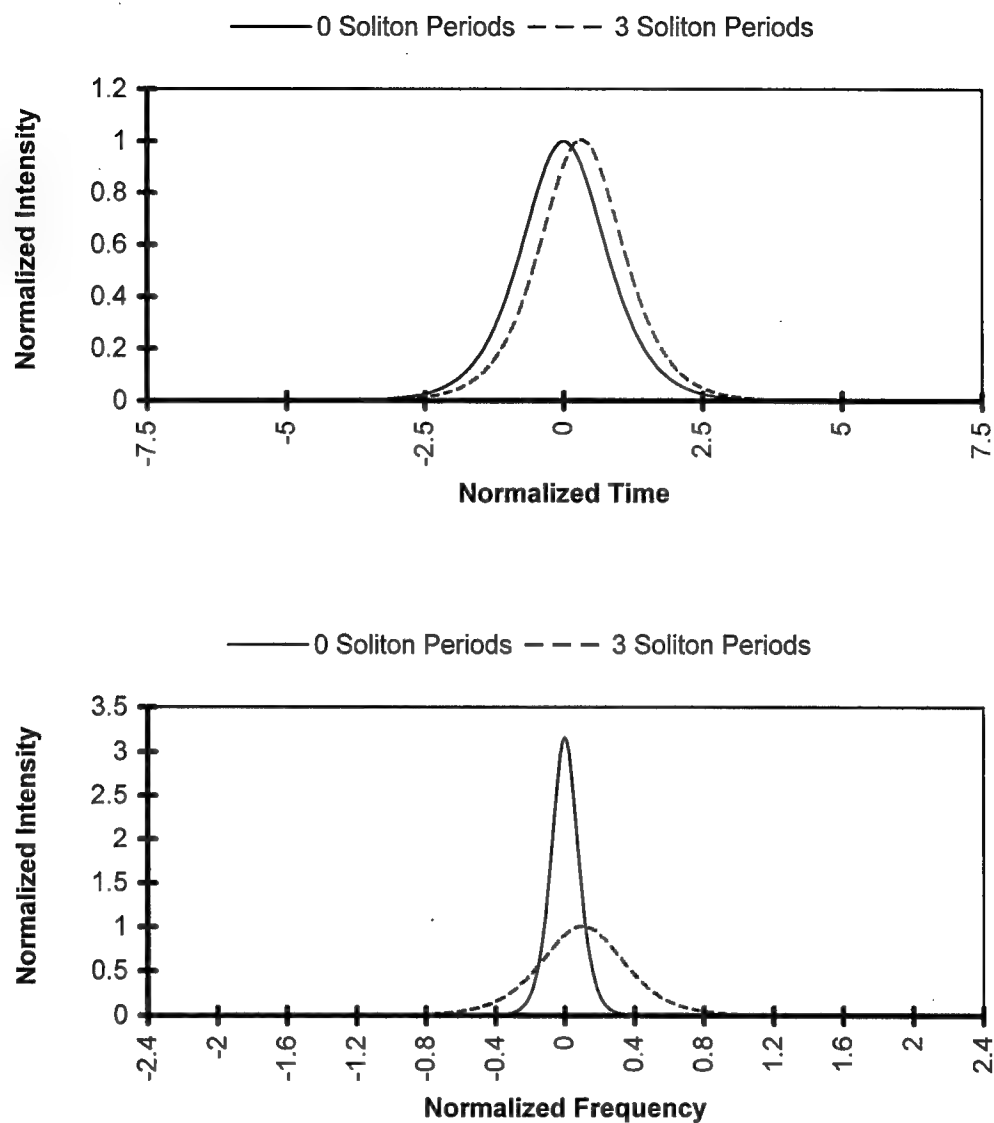 0 Soliton Periods 3 Soliton Periods
Normalized Intensity
1.2
1
0.8
0.6
0.4
0.2
0
-7.5 -5 -2.5 0 2.5 5 7.5
Normalized Time
0 Soliton Periods 3 Soliton Periods
Normalized Intensity
3.5
3
2.5
2
1.5
1
0.5
0
-2.4 -2 -1.6 -1.2 -0.8 -0.4 0 0.4 0.8 1.2 1.6 2 2.4
Normalized Frequency